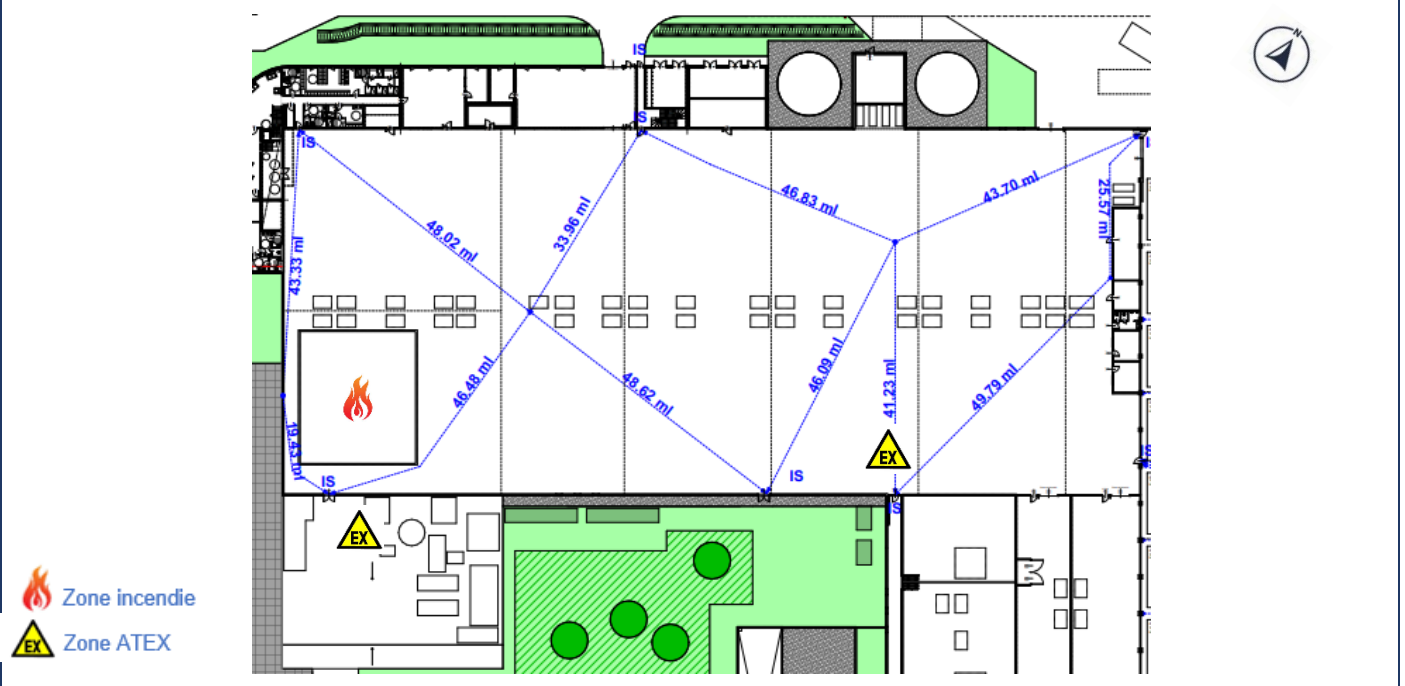 N
IS
IS
IS
46.83 ml
43.70 ml
25.57 ml
33.96 ml
48.02 ml
43.33 ml
46.48 ml
48.62 ml
46.09 ml
41.23 ml
49.79 ml
19.43 ml
EX
IS
IS
IS
EX
Zone incendie
EX
Zone ATEX